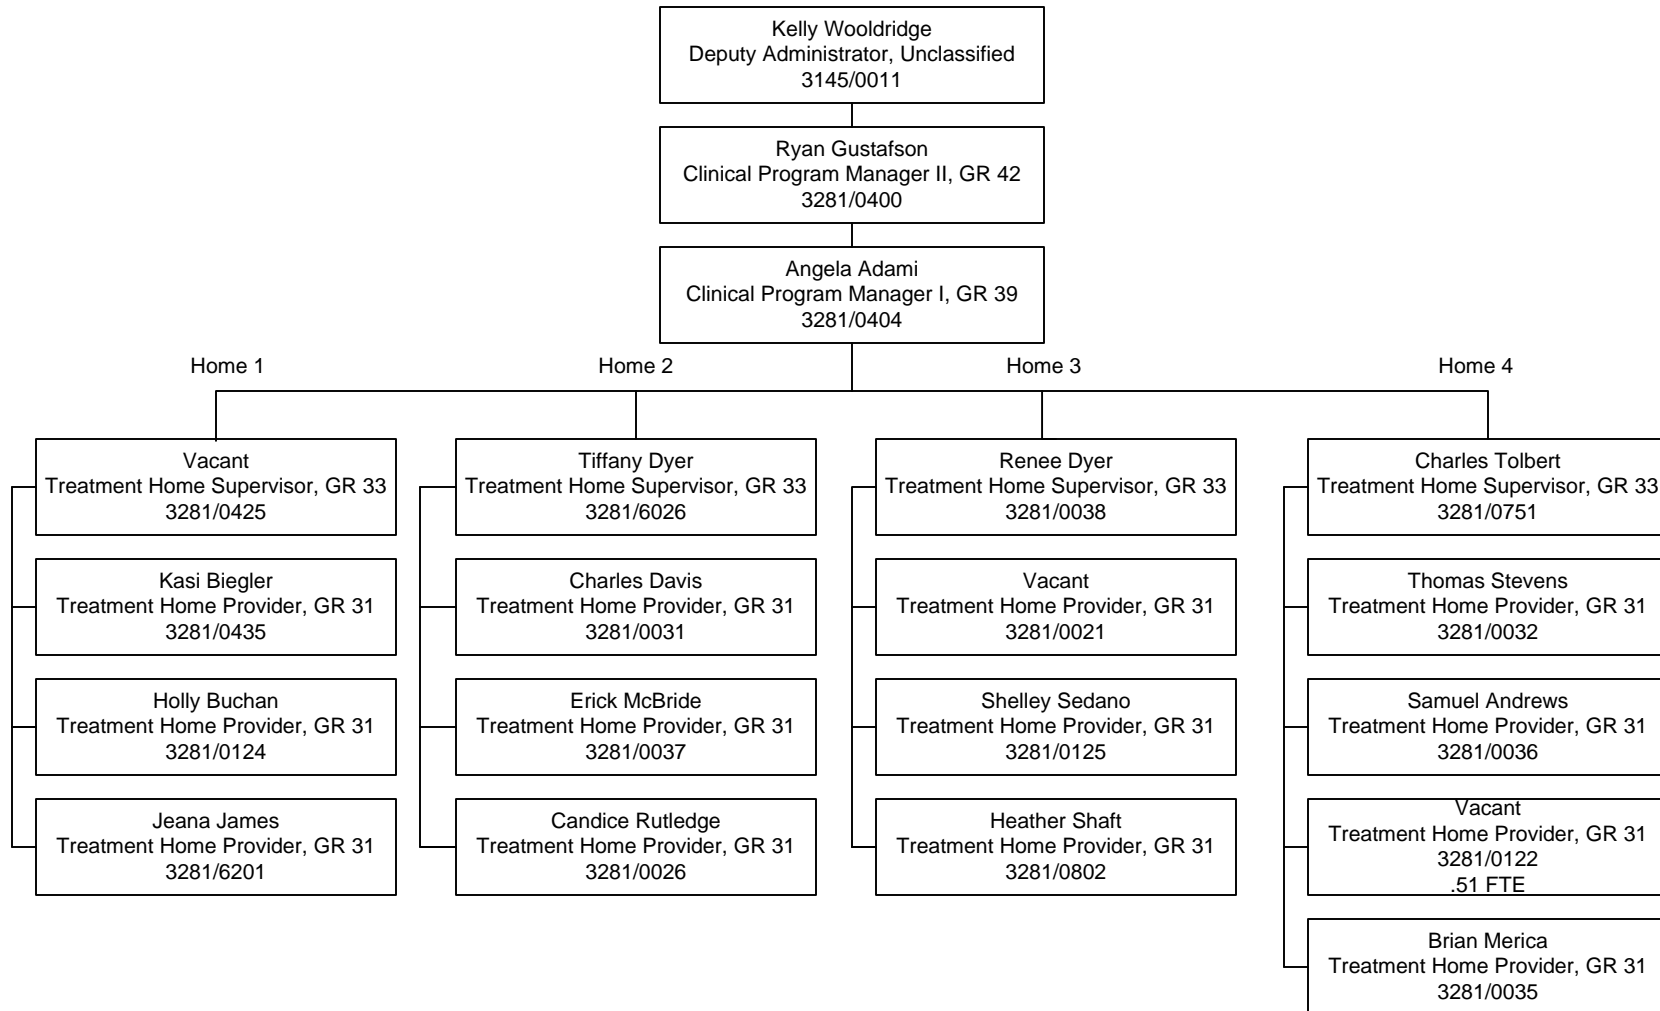 Kelly Wooldridge
Deputy Administrator, Unclassified
3145/0011
Ryan Gustafson
Clinical Program Manager II, GR 42
3281/0400
Angela Adami
Clinical Program Manager I, GR 39
3281/0404
Home 1
Vacant
Treatment Home Supervisor, GR 33
3281/0425
Kasi Biegler
Treatment Home Provider, GR 31
3281/0435
Holly Buchan
Treatment Home Provider, GR 31
3281/0124
Jeana James
Treatment Home Provider, GR 31
3281/6201
Home 2
Tiffany Dyer
Treatment Home Supervisor, GR 33
3281/6026
Charles Davis
Treatment Home Provider, GR 31
3281/0031
Erick McBride
Treatment Home Provider, GR 31
3281/0037
Candice Rutledge
Treatment Home Provider, GR 31
3281/0026
Home 3
Renee Dyer
Treatment Home Supervisor, GR 33
3281/0038
Vacant
Treatment Home Provider, GR 31
3281/0021
Shelley Sedano
Treatment Home Provider, GR 31
3281/0125
Heather Shaft
Treatment Home Provider, GR 31
3281/0802
Home 4
Charles Tolbert
Treatment Home Supervisor, GR 33
3281/0751
Thomas Stevens
Treatment Home Provider, GR 31
3281/0032
Samuel Andrews
Treatment Home Provider, GR 31
3281/0036
Vacant
Treatment Home Provider, GR 31
3281/0122
.51 FTE
Brian Merica
Treatment Home Provider, GR 31
3281/0035